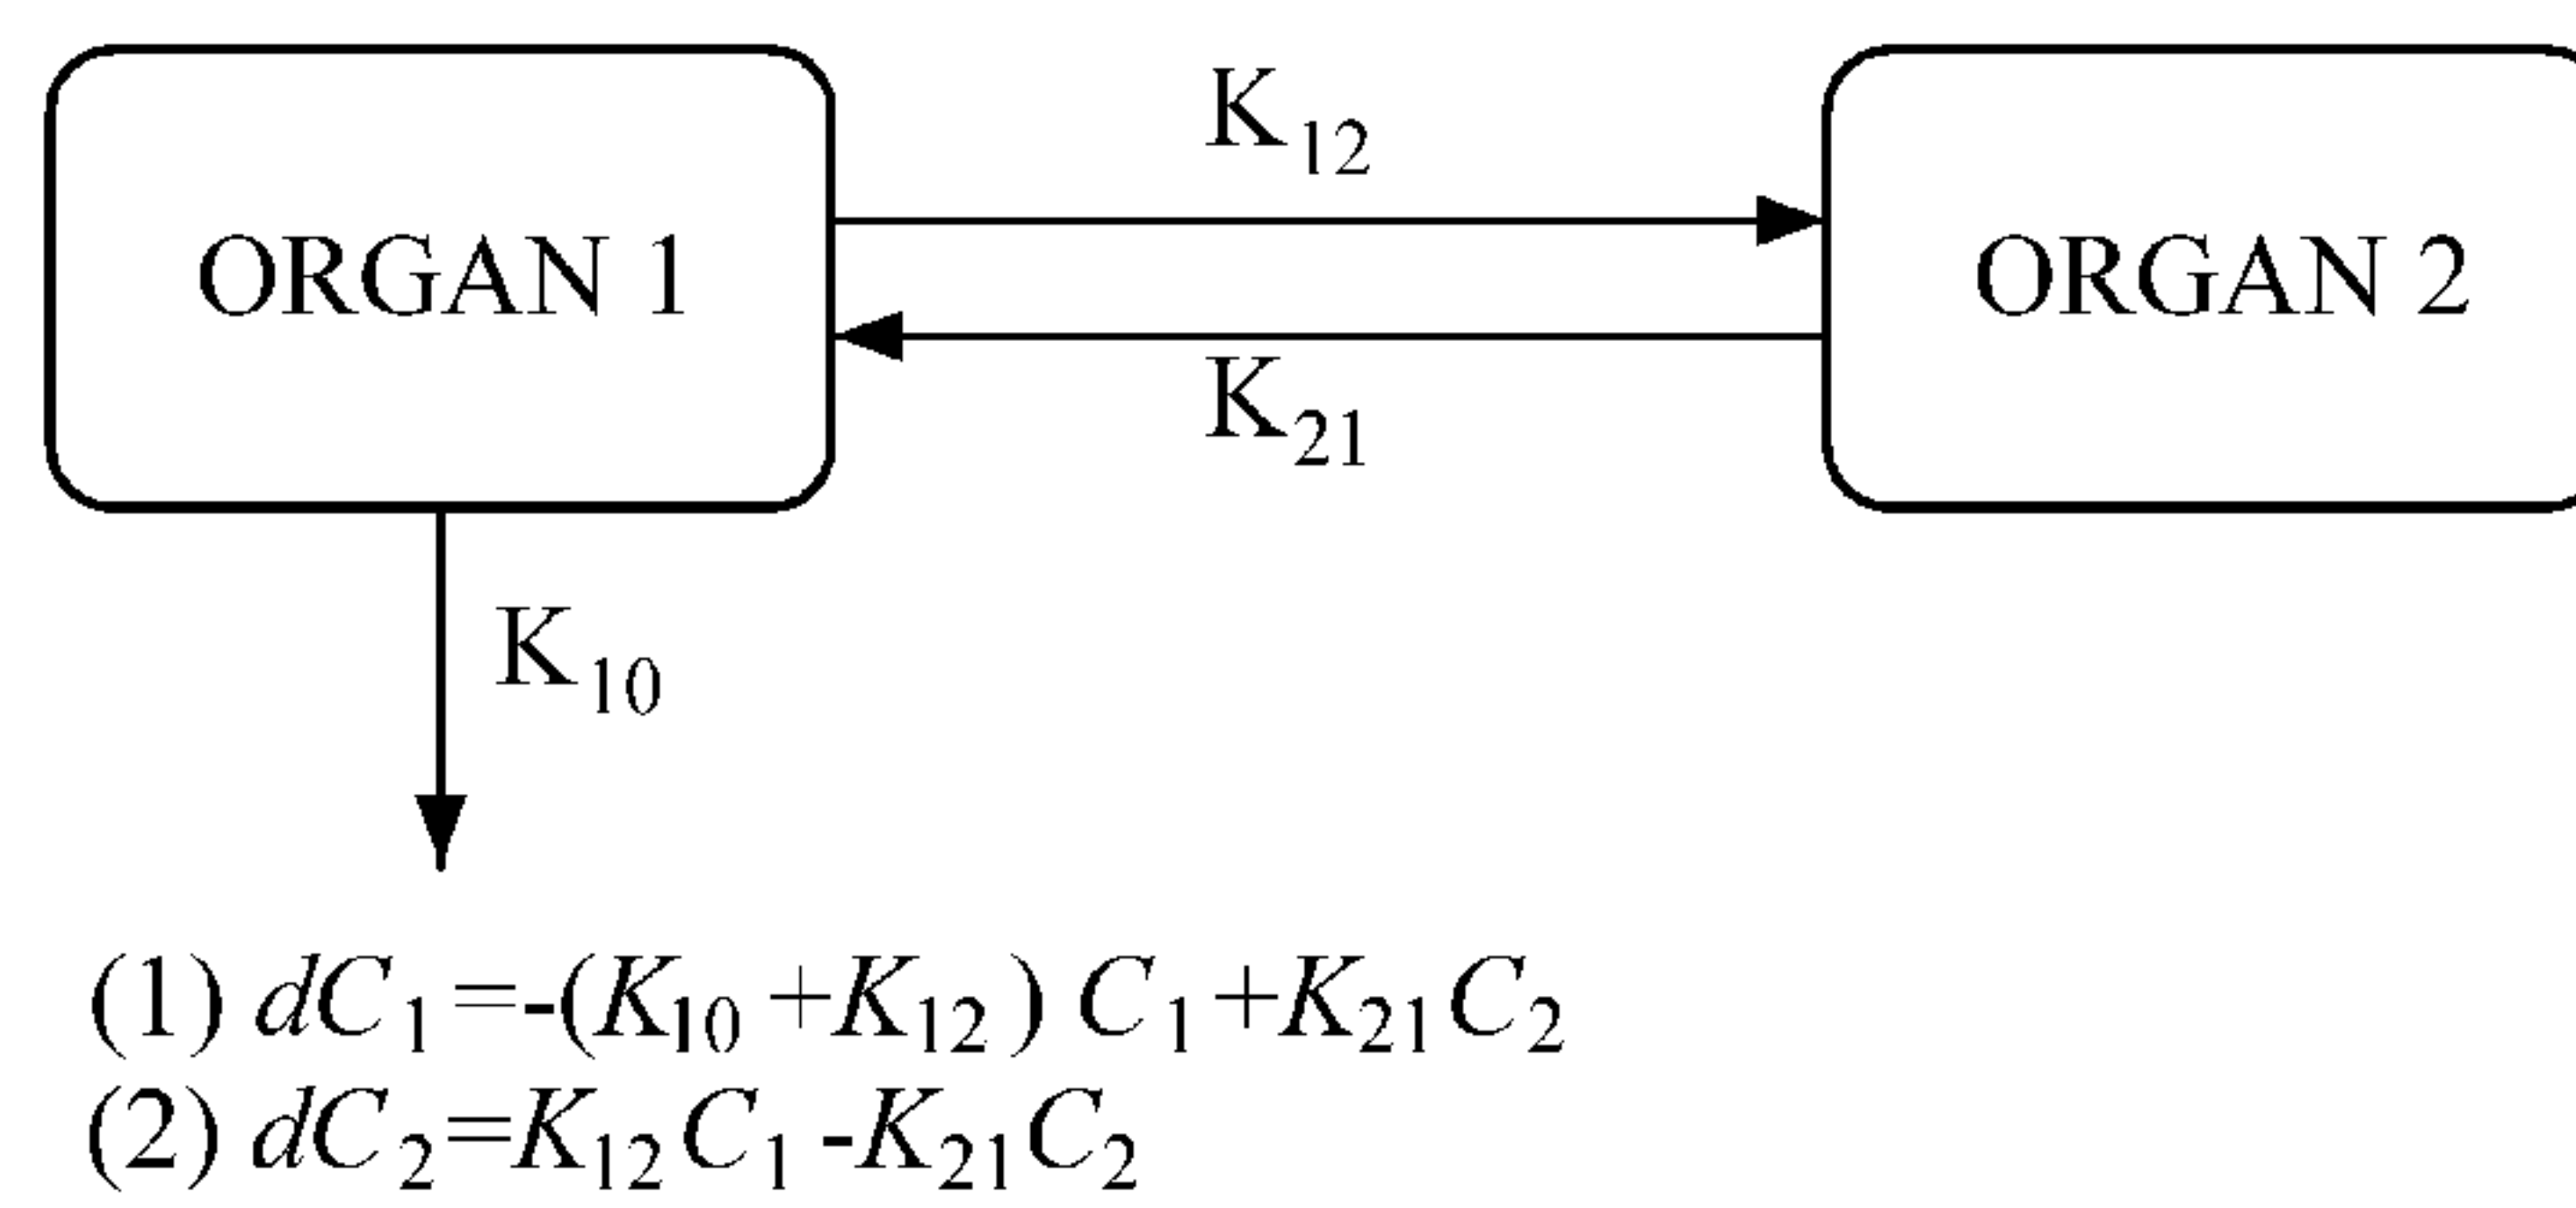 K12
ORGAN 1
ORGAN 2
K21
K10
(1) dC1=-(K10+K12) C1+K21C2
(2) dC2=K12C1-K21C2